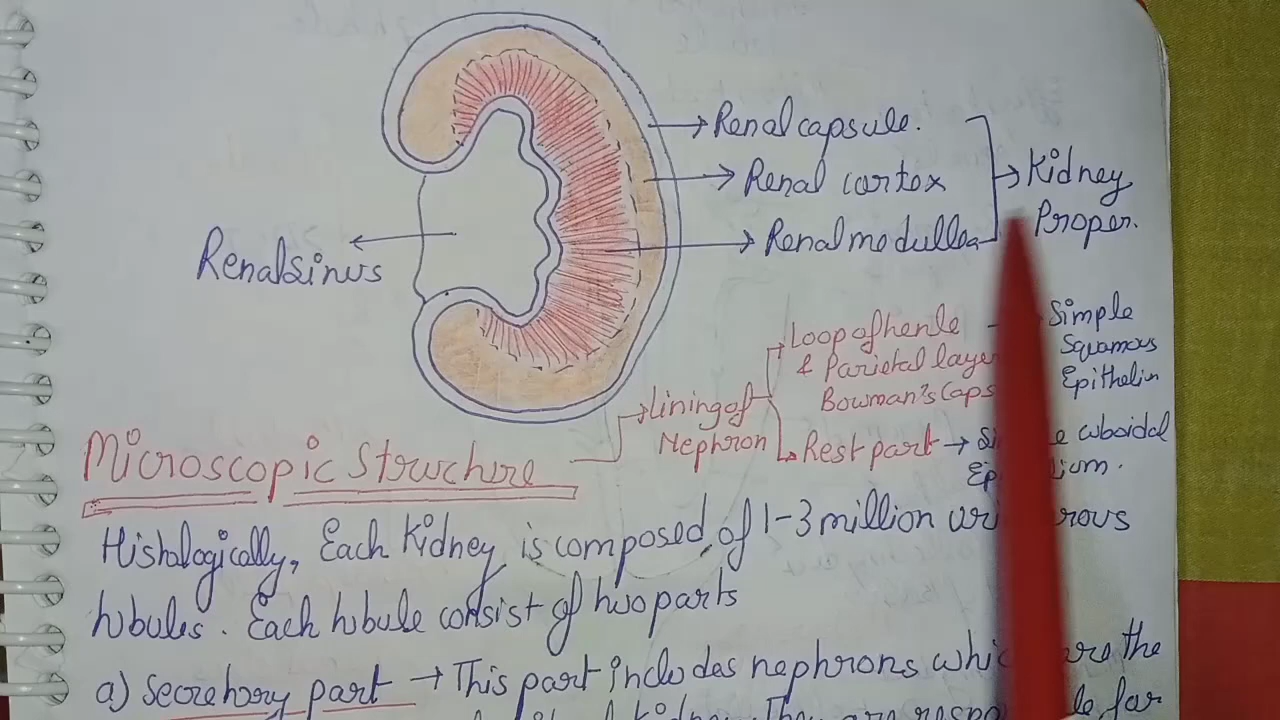 Renal capsule.
Renal cortex
Renal medulla
Kidney
Proper.
Renal sinus
Loop of henle
& Parietal layer
Bowman's Caps
Simple
Squamous
Epithelin
Lining of
Nephron
Rest part
cuboidal
Microscopic Structure
Histologically, Each Kidney is composed of 1-3 million
tubules. Each tubule consist of two parts
a) Secretory part → This part includes nephrons the